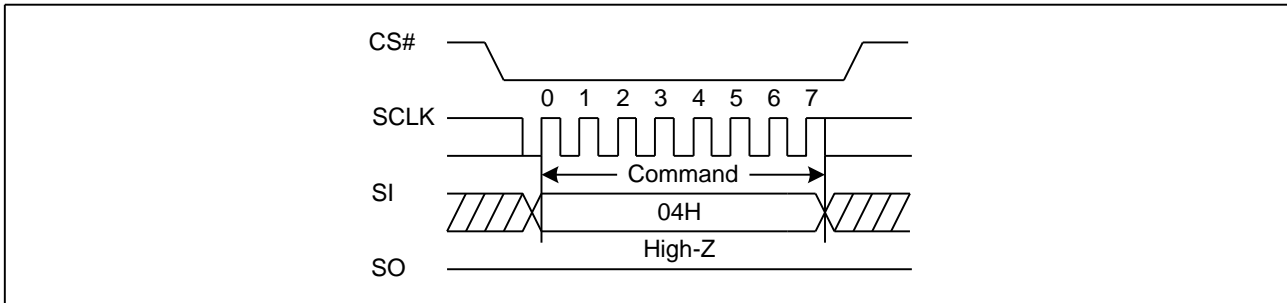 CS#
0 1 2 3 4 5 6 7
SCLK
Command
SI
04H
High-Z
SO